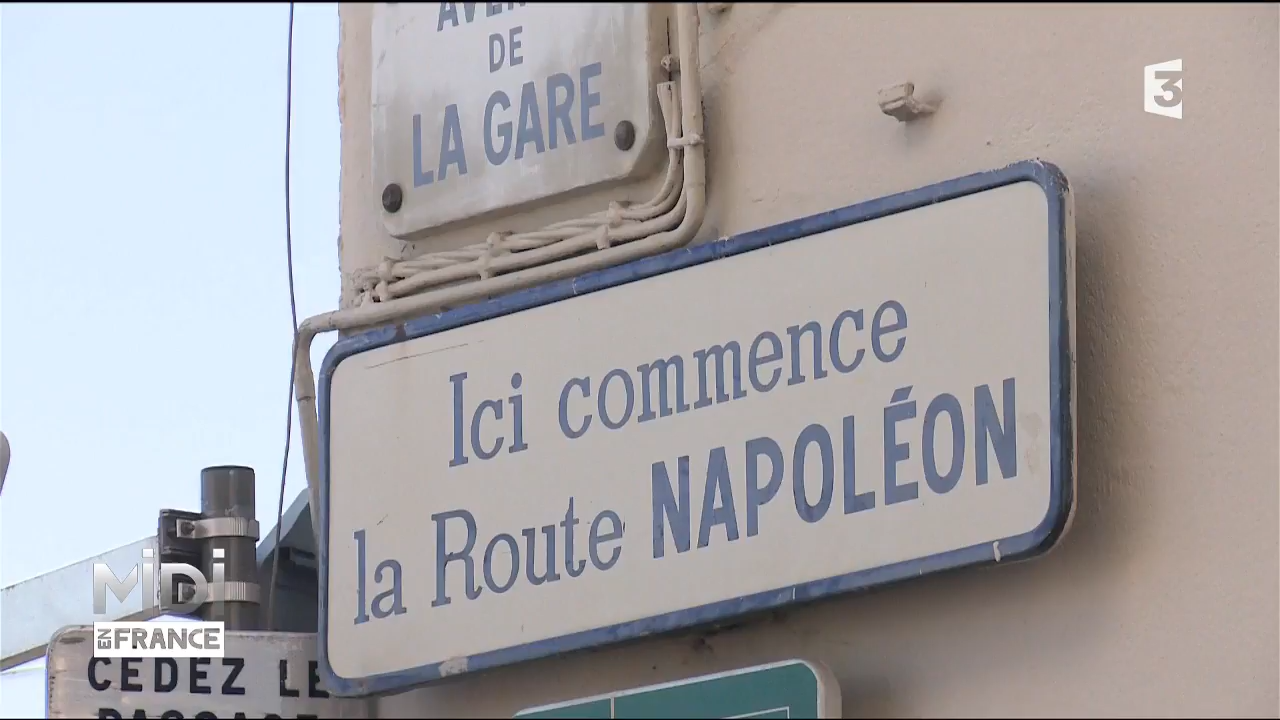 DE
LA GARE
3
Ici commence
la Route NAPOLÉON
MiDi
EN FRANCE
CEDEZ LE